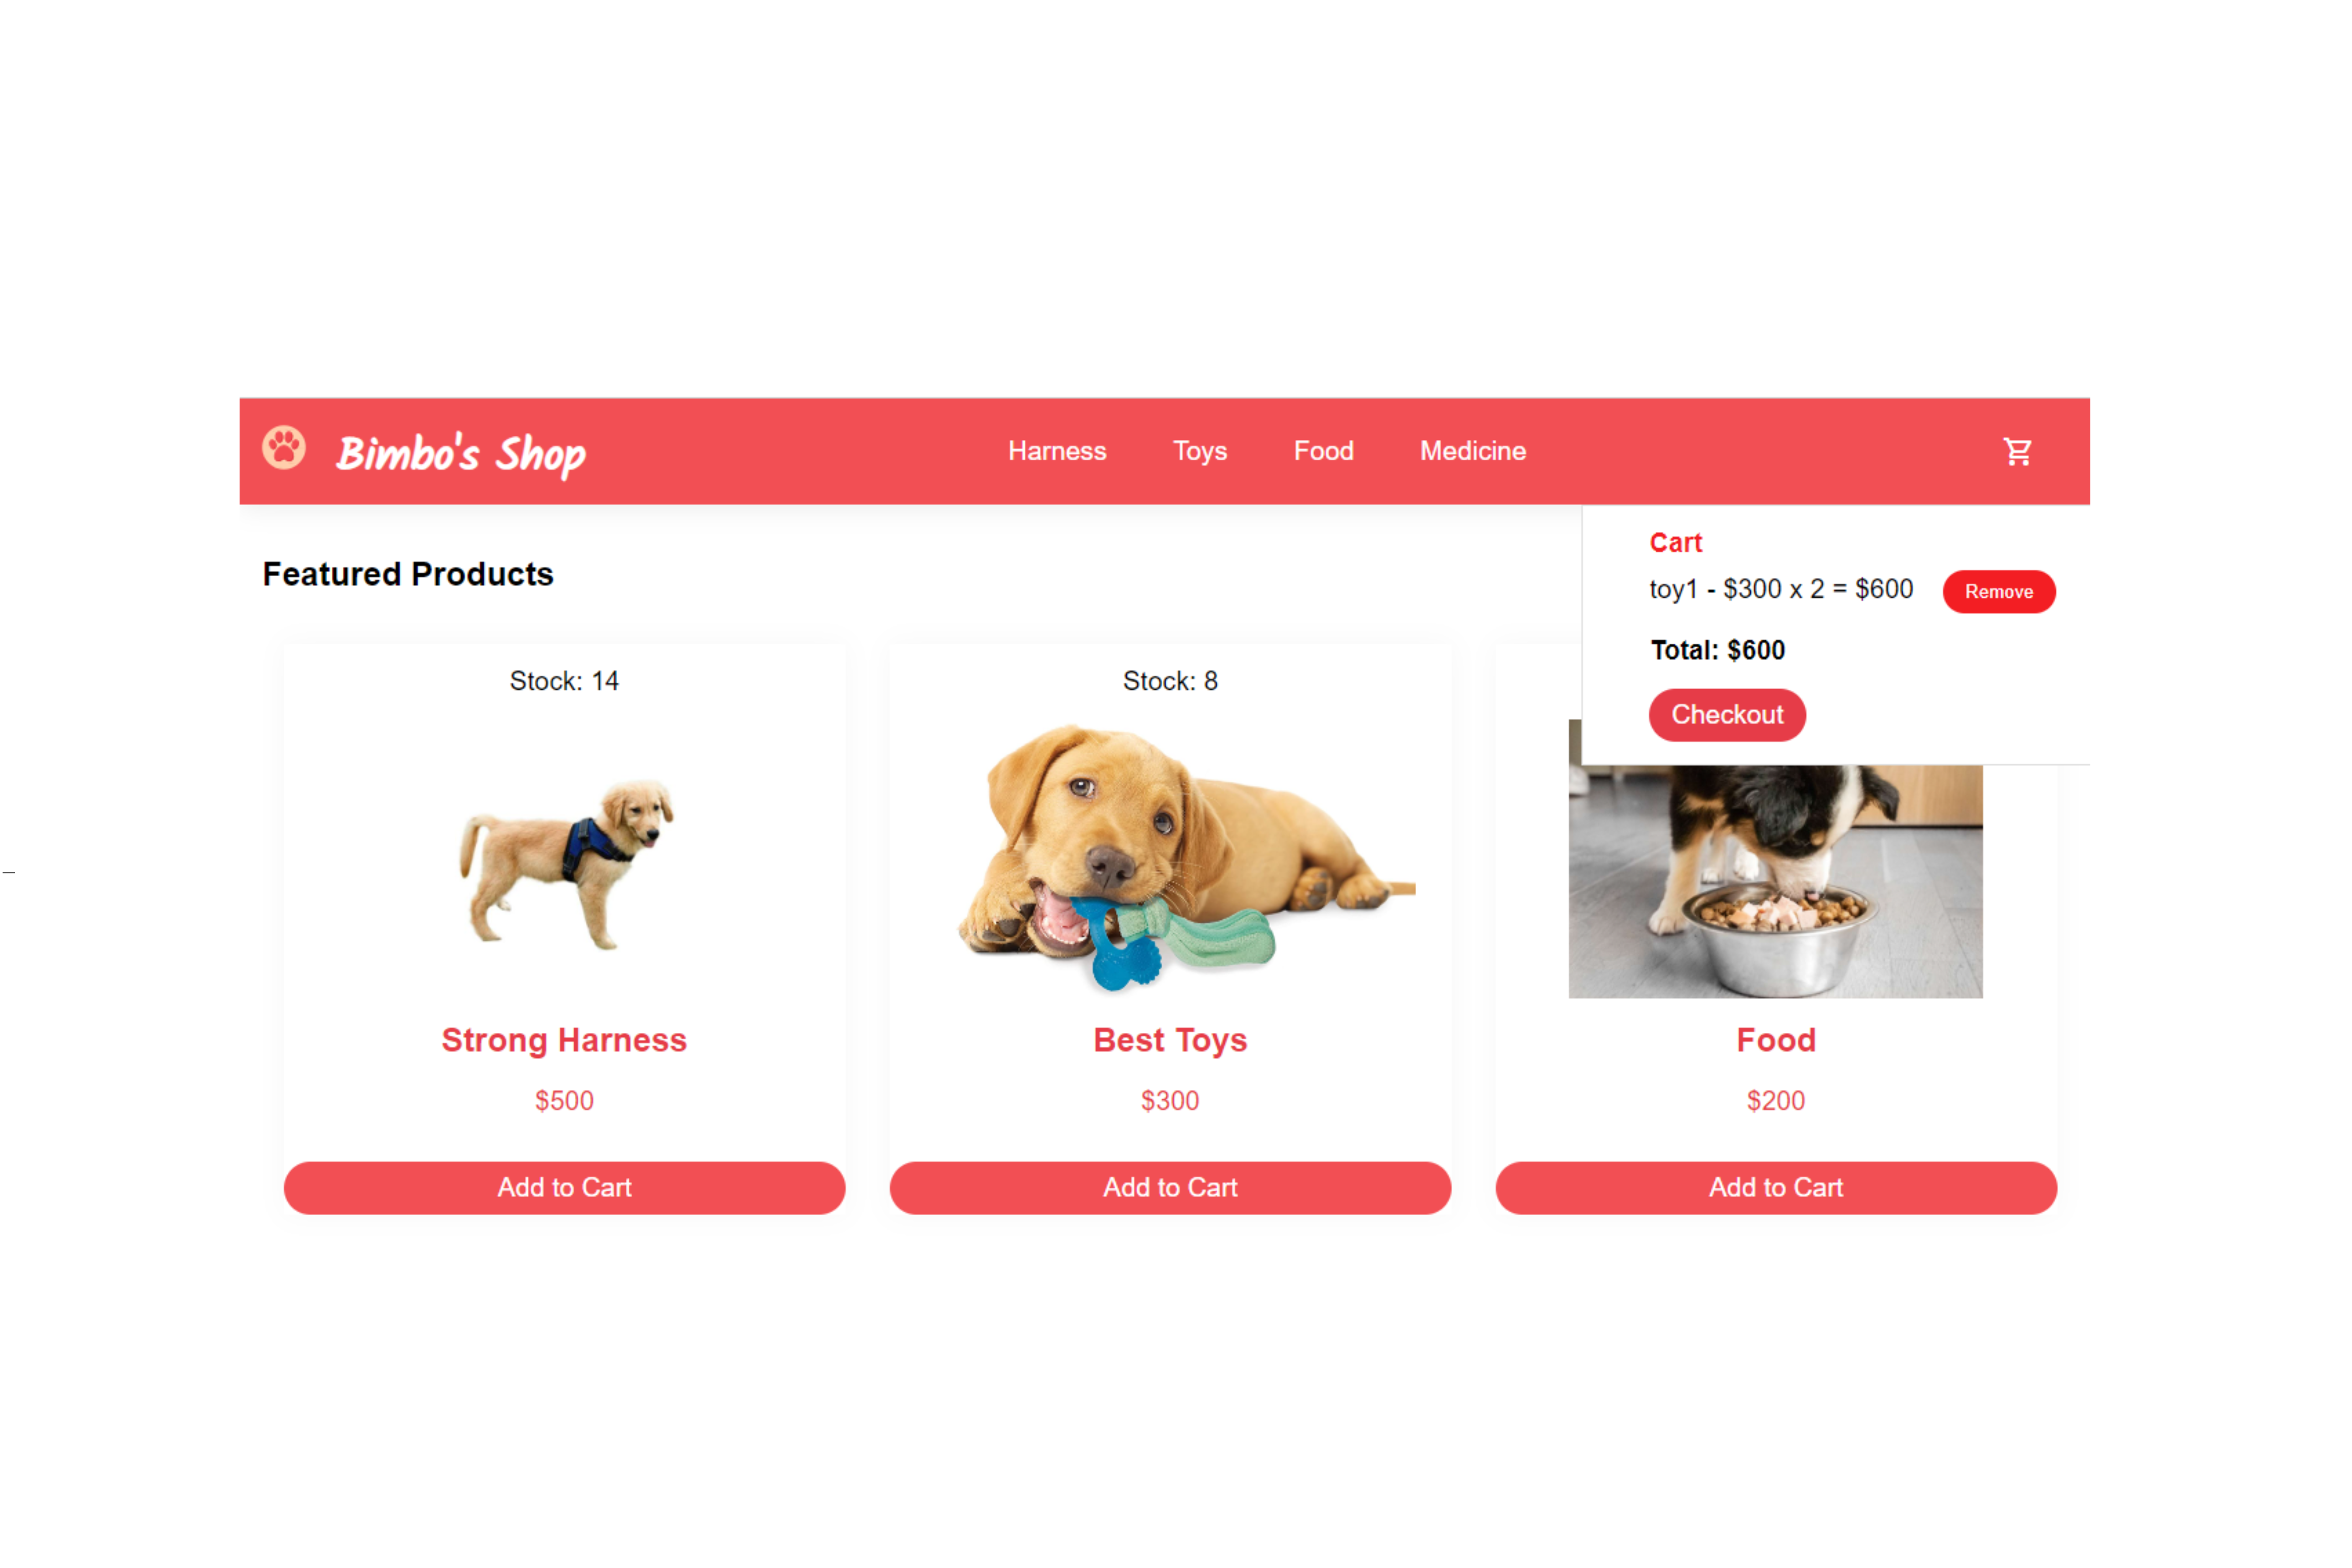 Bimbo's Shop
Harness Toys Food Medicine
Cart
toy1 - $300 x 2 = $600 Remove
Total: $600
Checkout
Featured Products
Stock: 14
Strong Harness
$500
Add to Cart
Stock: 8
Best Toys
$300
Add to Cart
Food
$200
Add to Cart